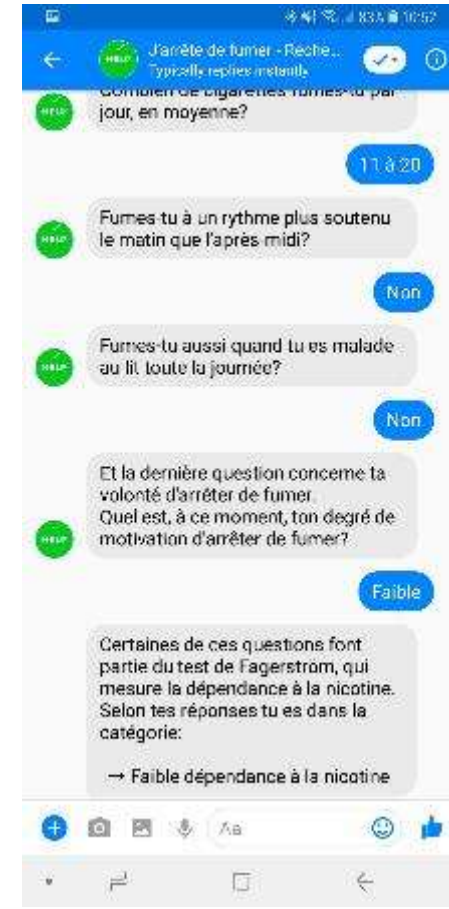 83% 10:52
J'arrête de fumer - Reche...
Typically replies instantly
Combien de cigarettes fumes-tu par
jour, en moyenne?
11 à 20
Fumes-tu à un rythme plus soutenu
le matin que l'après-midi?
Non
Fumes-tu aussi quand tu es malade
au lit toute la journée?
Non
Et la dernière question concerne ta
volonté d'arrêter de fumer.
Quel est, à ce moment, ton degré de
motivation d'arrêter de fumer?
Faible
Certaines de ces questions font
partie du test de Fagerstrom, qui
mesure la dépendance à la nicotine.
Selon tes réponses tu es dans la
catégorie:
→ Faible dépendance à la nicotine
Aa